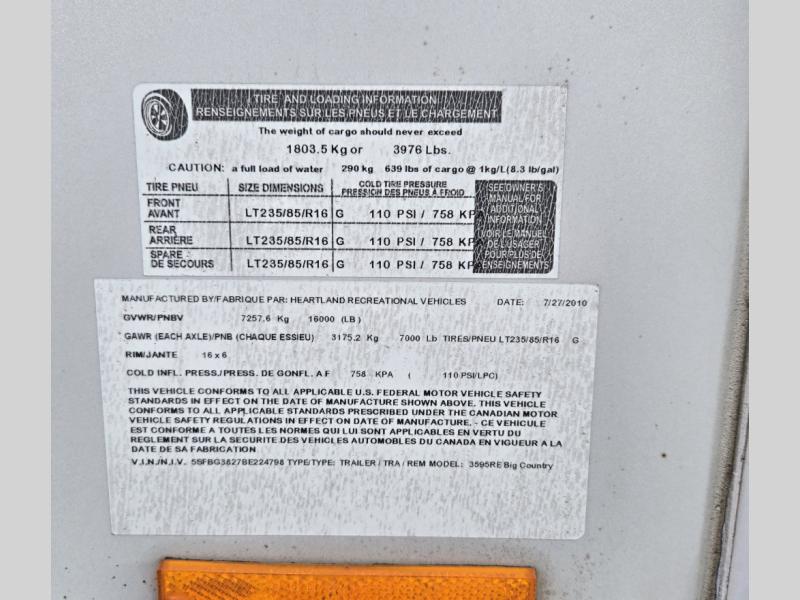 TIRE AND LOADING INFORMATION
RENSEIGNEMENTS SUR LES PNEUS ET LE CHARGEMENT
The weight of cargo should never exceed
1803.5 Kg or 3976 Lbs.
CAUTION: a full load of water 290 kg 639 lbs of cargo @ 1kg/L(8.3 lb/gal)
TIRE PNEU SIZE DIMENSIONS COLD TIRE PRESSURE
PRESSION DES PNEUS A FROID
FRONT
AVANT LT235/85/R16 G 110 PSI / 758 KPA
REAR
ARRIÈRE LT235/85/R16 G 110 PSI / 758 KPA
SPARE
DE SECOURS LT235/85/R16 G 110 PSI / 758 KPA
SEE OWNER'S
MANUAL FOR
ADDITIONAL
INFORMATION
VOIR LE MANUEL
DE L'USAGER
POUR PLUS DE
RENSEIGNEMENTS
MANUFACTURED BY/FABRIQUE PAR: HEARTLAND RECREATIONAL VEHICLES DATE: 7/27/2010
GVWR/PNBV 7257.6 Kg 16000 (LB)
GAWR (EACH AXLE)/PNB (CHAQUE ESSIEU) 3175.2 Kg 7000 Lb TIRES/PNEU LT235/85/R16 G
RIM/JANTE 16 x 6
COLD INFL. PRESS./PRESS. DE GONFL. A F 758 KPA ( 110 PSI/LPC)
THIS VEHICLE CONFORMS TO ALL APPLICABLE U.S. FEDERAL MOTOR VEHICLE SAFETY
STANDARDS IN EFFECT ON THE DATE OF MANUFACTURE SHOWN ABOVE. THIS VEHICLE
CONFORMS TO ALL APPLICABLE STANDARDS PRESCRIBED UNDER THE CANADIAN MOTOR
VEHICLE SAFETY REGULATIONS IN EFFECT ON DATE OF MANUFACTURE. - CE VEHICULE
EST CONFORME A TOUTES LES NORMES QUI LUI SONT APPLICABLES EN VERTU DU
REGLEMENT SUR LA SECURITE DES VEHICLES AUTOMOBILES DU CANADA EN VIGUEUR A LA
DATE DE SA FABRICATION
V.I.N./N.I.V. 5SFBG3827BE224798 TYPE/TYPE: TRAILER / TRA / REM MODEL: 3595RE Big Country